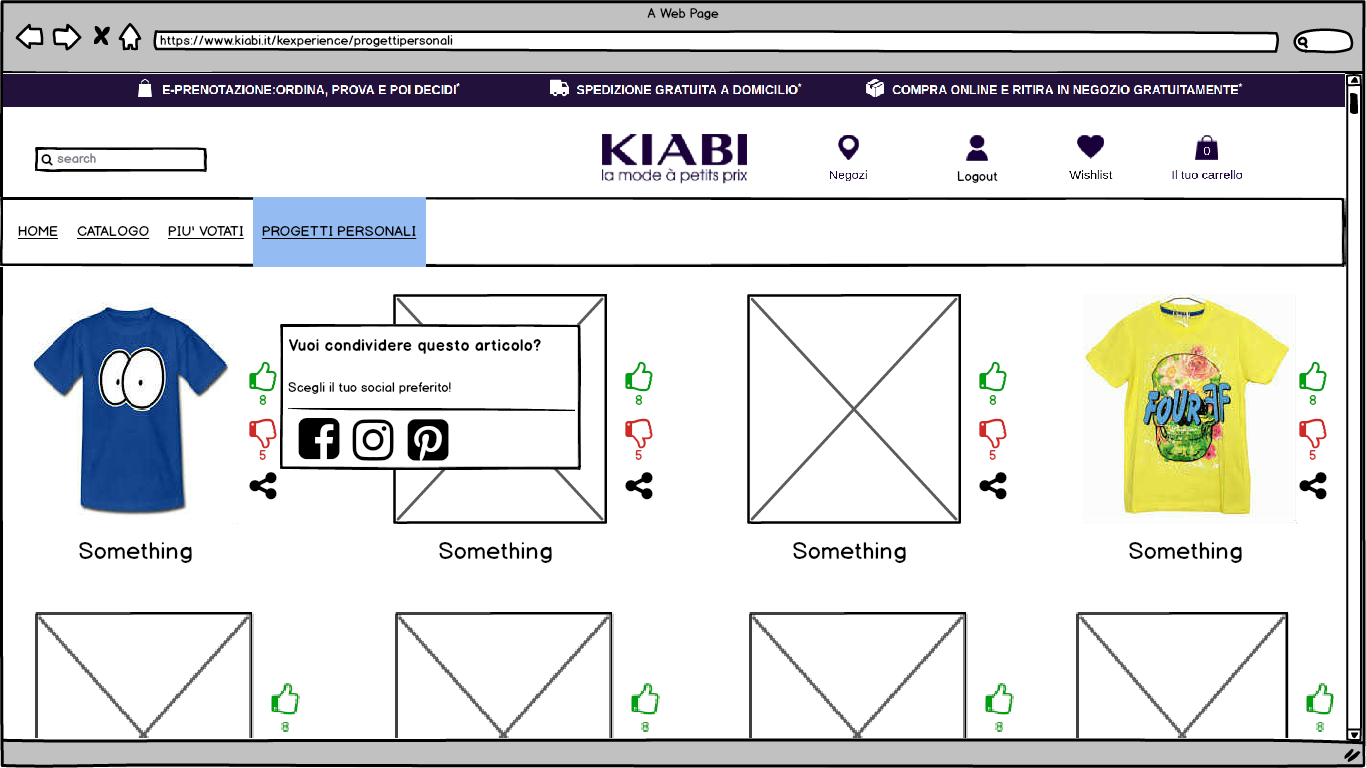 A Web Page
https://www.kiabi.it/kexperience/progettipersonali
E-PRENOTAZIONE:ORDINA, PROVA E POI DECIDI*
SPEDIZIONE GRATUITA A DOMICILIO*
COMPRA ONLINE E RITIRA IN NEGOZIO GRATUITAMENTE*
search
KIABI
la mode à petits prix
Negozi
Logout
Wishlist
0
Il tuo carrello
HOME
CATALOGO
PIU' VOTATI
PROGETTI PERSONALI
Vuoi condividere questo articolo?
Scegli il tuo social preferito!
8
5
8
5
8
5
FOUR
8
5
Something
Something
Something
Something
8
8
8
8